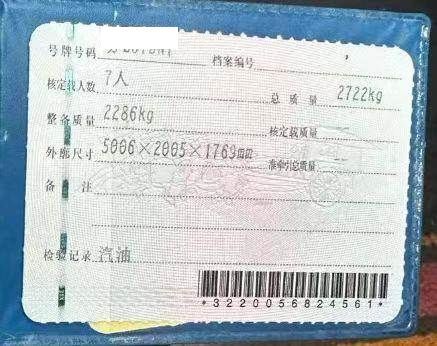 号牌号码 档案编号
核定载人数 7人 总质量 2722kg
整备质量 2286kg 核定载质量 --
外廓尺寸 5006×2005×1769mm 准牵引总质量 --
备注
检验记录 汽油
*3220056824561*